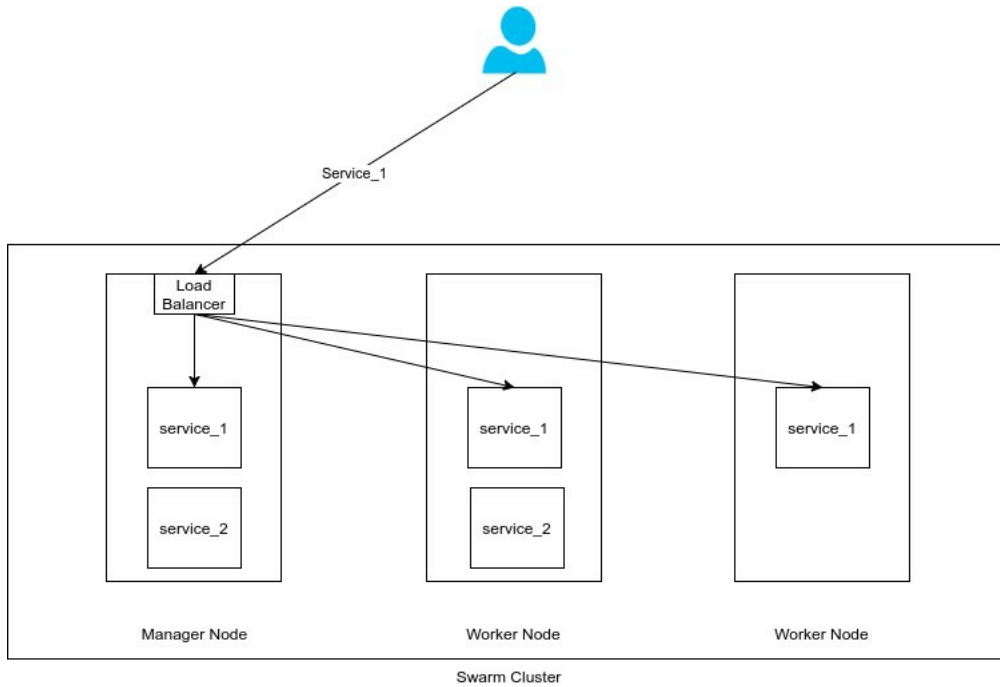 Service_1
Load
Balancer
service_1
service_1
service_1
service_2
service_2
Manager Node
Worker Node
Worker Node
Swarm Cluster